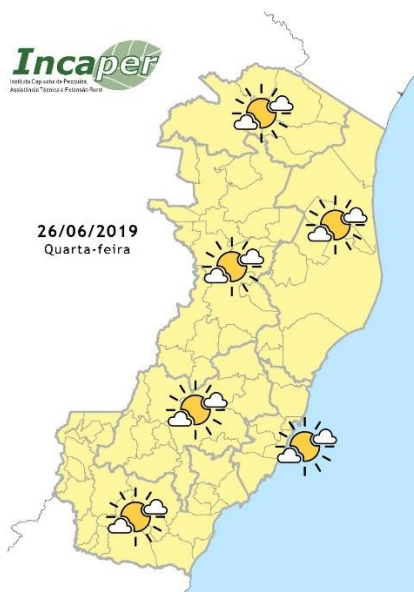 Incaper
Instituto Capixaba de Pesquisa
Assistência Técnica e Extensão Rural
26/06/2019
Quarta-feira